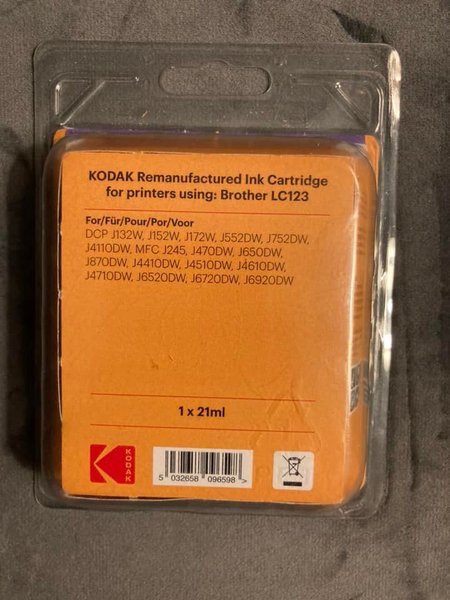 KODAK Remanufactured Ink Cartridge
for printers using: Brother LC123
For/Für/Pour/Por/Voor
DCP J132W, J152W, J172W, J552DW, J752DW,
J4110DW, MFC J245, J470DW, J650DW,
J870DW, J4410DW, J4510DW, J4610DW,
J4710DW, J6520DW, J6720DW, J6920DW
1 x 21ml
KODAK
5 032658 096598 >